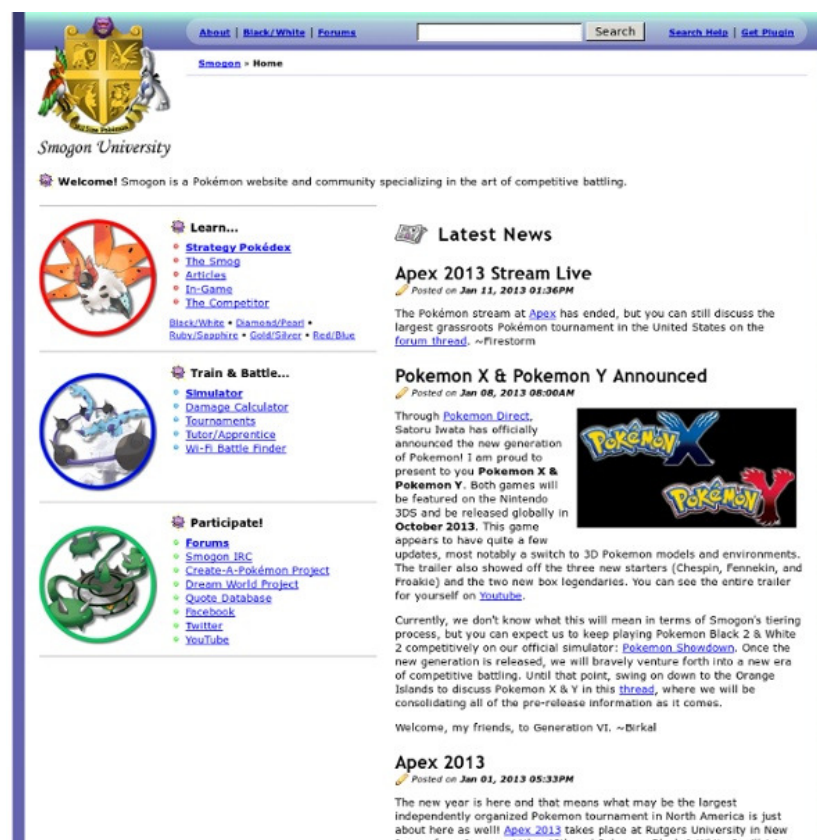 About | Black/White | Forums
Search
Search Help | Get Plugin
Smogon » Home
Smogon University
Welcome! Smogon is a Pokémon website and community specializing in the art of competitive battling.
Learn...
Strategy Pokédex
The Smog
Articles
In-Game
The Competitor
Black/White • Diamond/Pearl •
Ruby/Sapphire • Gold/Silver • Red/Blue
Train & Battle...
Simulator
Damage Calculator
Tournaments
Tutor/Apprentice
Wi-Fi Battle Finder
Participate!
Forums
Smogon IRC
Create-A-Pokémon Project
Dream World Project
Quote Database
Facebook
Twitter
YouTube
Latest News
Apex 2013 Stream Live
Posted on Jan 11, 2013 01:36PM
The Pokémon stream at Apex has ended, but you can still discuss the
largest grassroots Pokémon tournament in the United States on the
forum thread. ~Firestorm
Pokemon X & Pokemon Y Announced
Posted on Jan 08, 2013 08:00AM
Through Pokemon Direct,
Satoru Iwata has officially
announced the new generation
of Pokemon! I am proud to
present to you Pokemon X &
Pokemon Y. Both games will
be featured on the Nintendo
3DS and be released globally in
October 2013. This game
appears to have quite a few
updates, most notably a switch to 3D Pokemon models and environments.
The trailer also showed off the three new starters (Chespin, Fennekin, and
Froakie) and the two new box legendaries. You can see the entire trailer
for yourself on Youtube.
POKéMON X
POKéMON Y
Currently, we don't know what this will mean in terms of Smogon's tiering
process, but you can expect us to keep playing Pokemon Black 2 & White
2 competitively on our official simulator: Pokemon Showdown. Once the
new generation is released, we will bravely venture forth into a new era
of competitive battling. Until that point, swing on down to the Orange
Islands to discuss Pokemon X & Y in this thread, where we will be
consolidating all of the pre-release information as it comes.
Welcome, my friends, to Generation VI. ~Birkal
Apex 2013
Posted on Jan 01, 2013 05:33PM
The new year is here and that means what may be the largest
independently organized Pokemon tournament in North America is just
about here as well! Apex 2013 takes place at Rutgers University in New